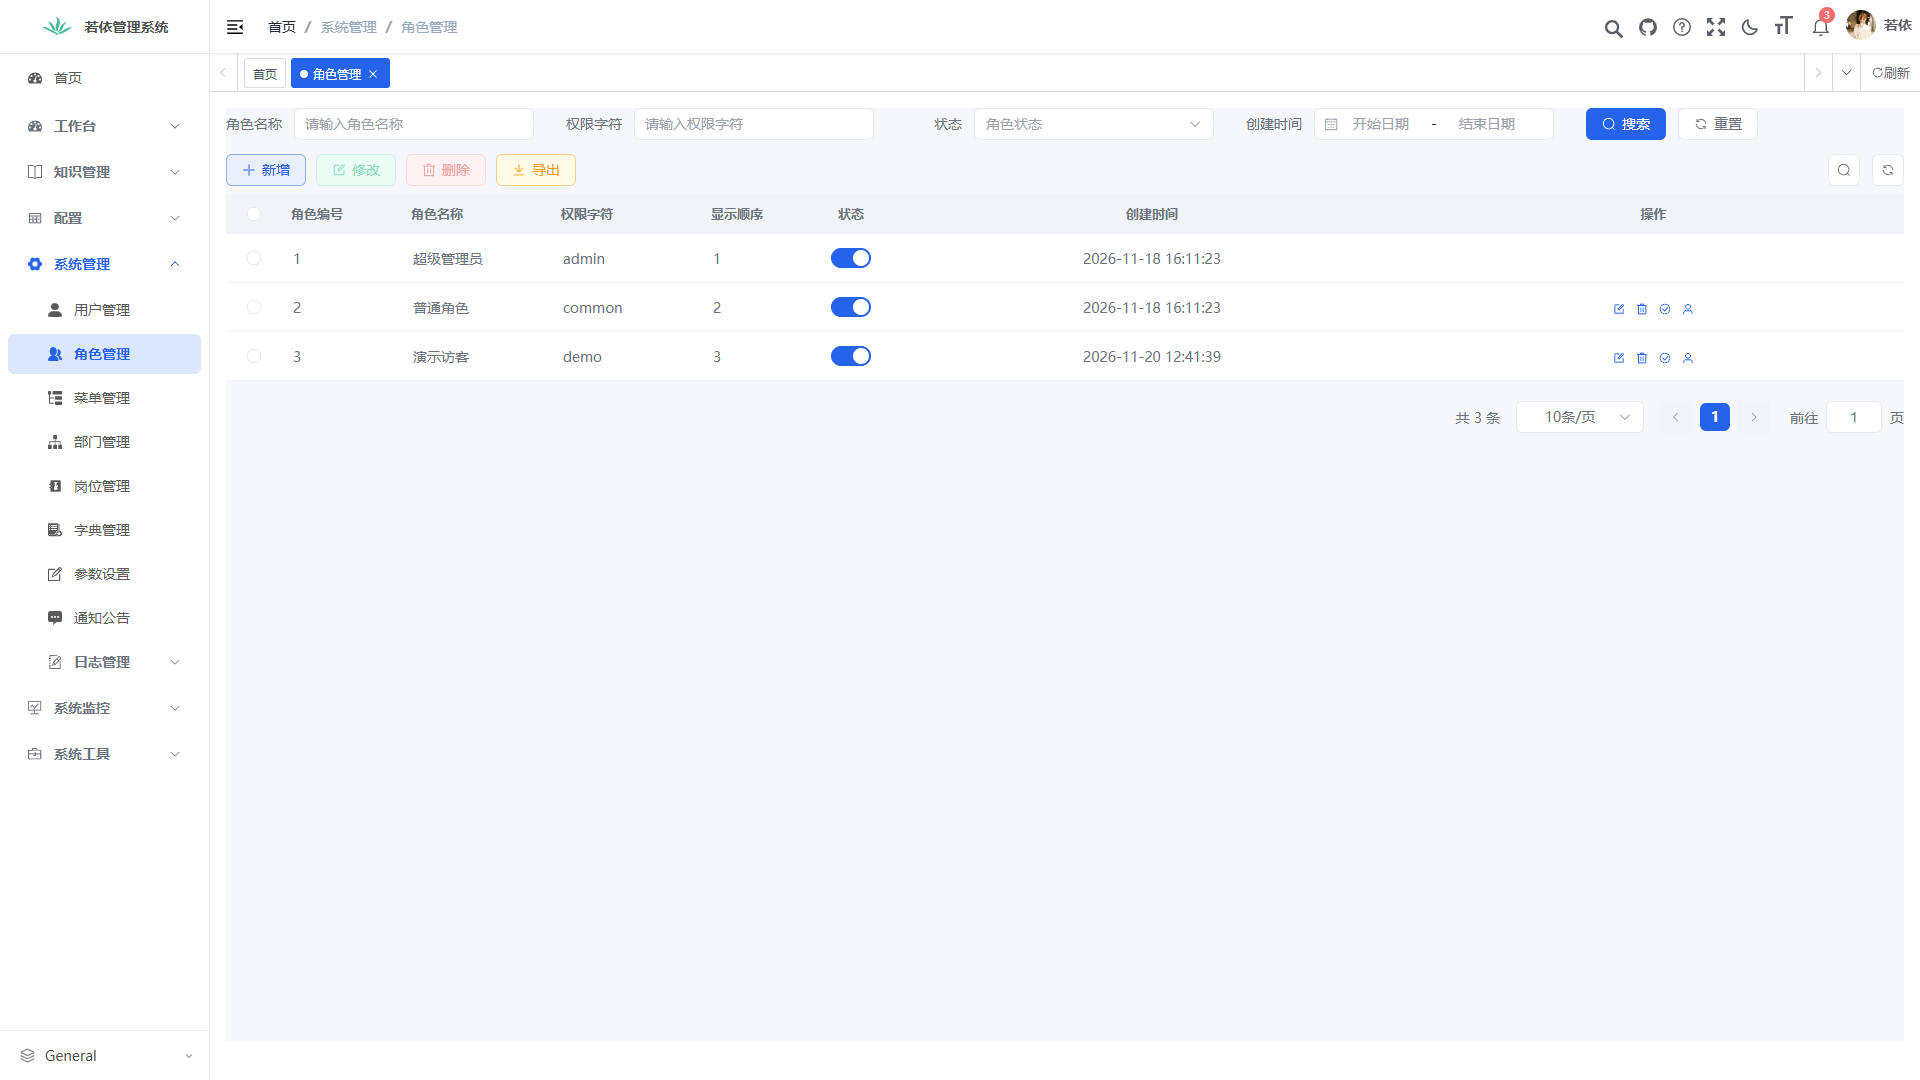 若依管理系统
首页 / 系统管理 / 角色管理
3
若依
首页
角色管理
刷新
首页
工作台
知识管理
配置
系统管理
用户管理
角色管理
菜单管理
部门管理
岗位管理
字典管理
参数设置
通知公告
日志管理
系统监控
系统工具
General
角色名称 请输入角色名称 权限字符 请输入权限字符 状态 角色状态 创建时间 开始日期 - 结束日期 搜索 重置
新增 修改 删除 导出
角色编号 角色名称 权限字符 显示顺序 状态 创建时间 操作
1 超级管理员 admin 1 2026-11-18 16:11:23
2 普通角色 common 2 2026-11-18 16:11:23
3 演示访客 demo 3 2026-11-20 12:41:39
共 3 条 10条/页 1 前往 1 页